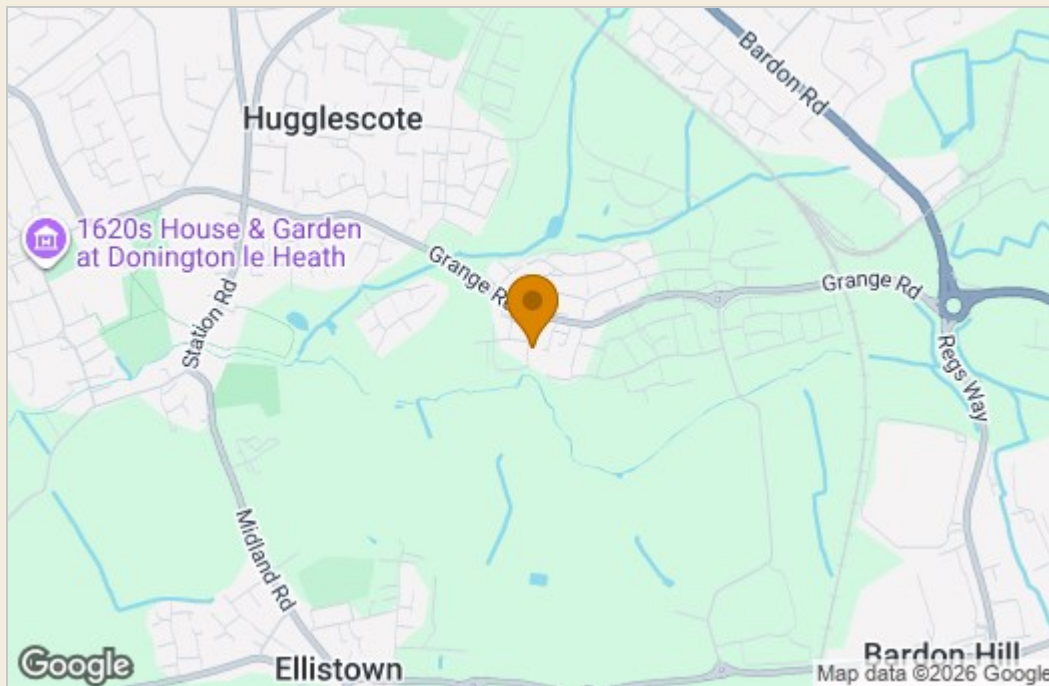 Bardon Rd
Hugglescote
1620s House & Garden
at Donington le Heath
Grange Rd
Grange Rd
Station Rd
Regs Way
Midland Rd
Ellistown
Bardon Hill
Google
Map data ©2026 Google